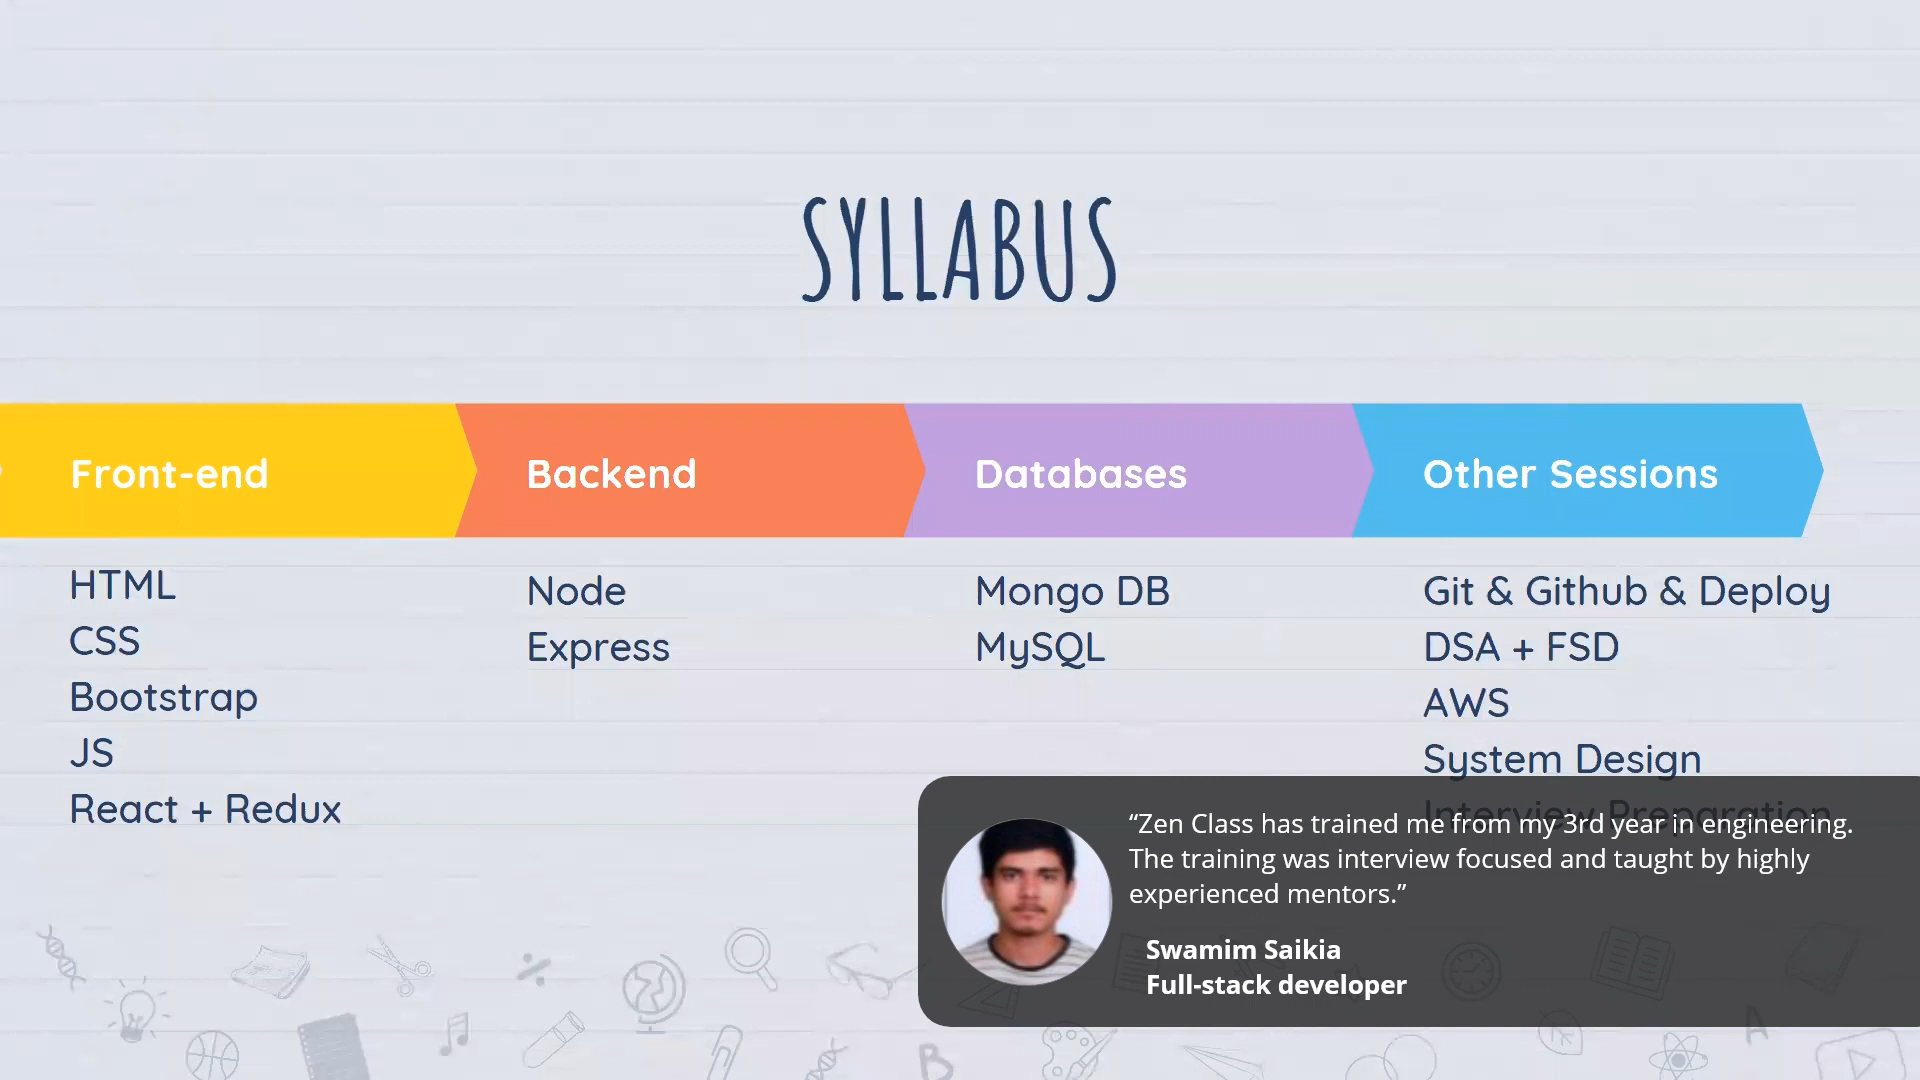 SYLLABUS
Front-end
HTML
CSS
Bootstrap
JS
React + Redux
Backend
Node
Express
Databases
Mongo DB
MySQL
Other Sessions
Git & Github & Deploy
DSA + FSD
AWS
System Design
Interview Preparation
“Zen Class has trained me from my 3rd year in engineering.
The training was interview focused and taught by highly
experienced mentors.”
Swamim Saikia
Full-stack developer
B
A